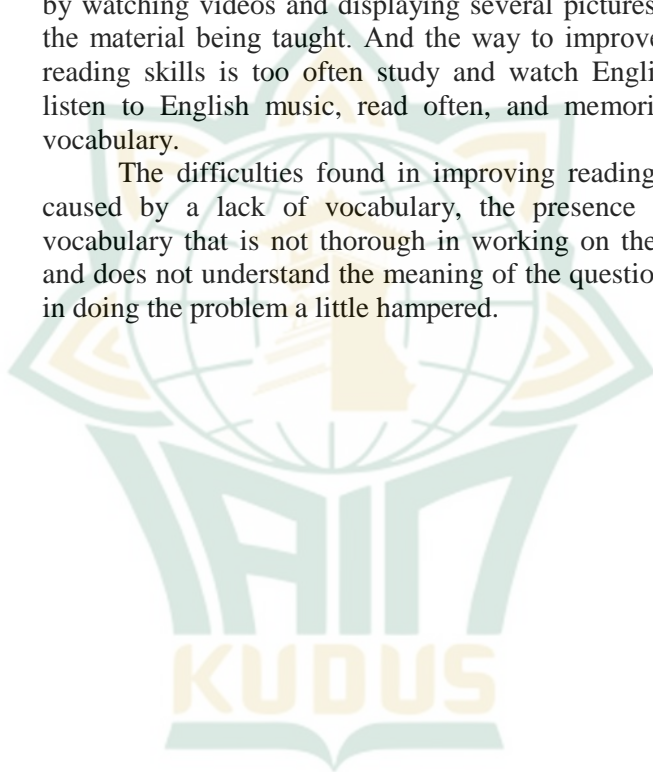 by watching videos and displaying several pictures
the material being taught. And the way to improve
reading skills is too often study and watch Engli
listen to English music, read often, and memori
vocabulary.
The difficulties found in improving reading
caused by a lack of vocabulary, the presence
vocabulary that is not thorough in working on the
and does not understand the meaning of the questio
in doing the problem a little hampered.
IAIN
KUDUS